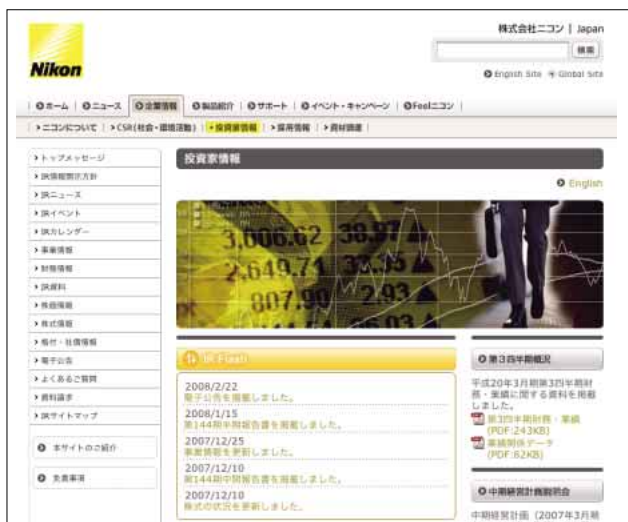 株式会社ニコン | Japan
検索
Nikon
English Site Global Site
ホーム | ニュース | 企業情報 | 製品紹介 | サポート | イベント・キャンペーン | Feelニコン |
ニコンについて | CSR(社会・環境活動) | 投資家情報 | 採用情報 | 資材調達 |
トップメッセージ
IR情報開示方針
IRニュース
IRイベント
IRカレンダー
事業情報
財務情報
IR資料
株価情報
株式情報
格付・社債情報
電子公告
よくあるご質問
資料請求
IRサイトマップ
本サイトのご紹介
免責事項
投資家情報
English
3,006.62 38.97
2,649.71 37.35
807.90 2.93
IR Flash
2008/2/22
電子公告を掲載しました。
2008/1/15
第144期半期報告書を掲載しました。
2007/12/25
事業情報を更新しました。
2007/12/10
第144期中間報告書を掲載しました。
2007/12/10
株式の状況を更新しました。
第3四半期概況
平成20年3月期第3四半期財
務・業績に関する資料を掲載
しました。
第3四半期財務・業績
(PDF:243KB)
業績関係データ
(PDF:62KB)
中期経営計画説明会
中期経営計画(2007年3月期